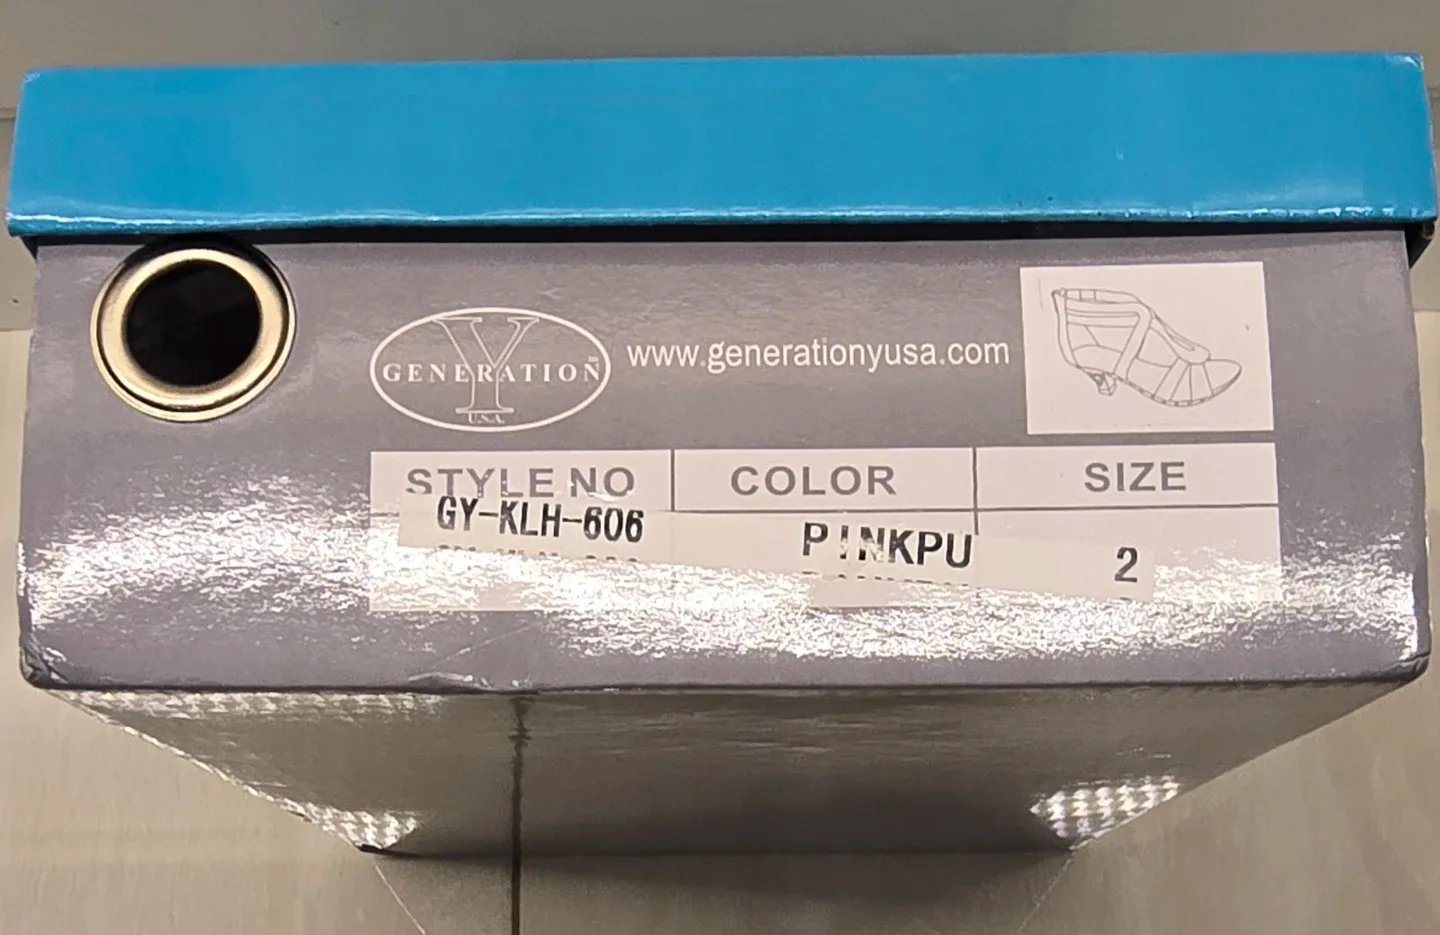 Y
GENERATION
U.S.A.
www.generationyusa.com
STYLE NO COLOR SIZE
GY-KLH-606 PINKPU 2